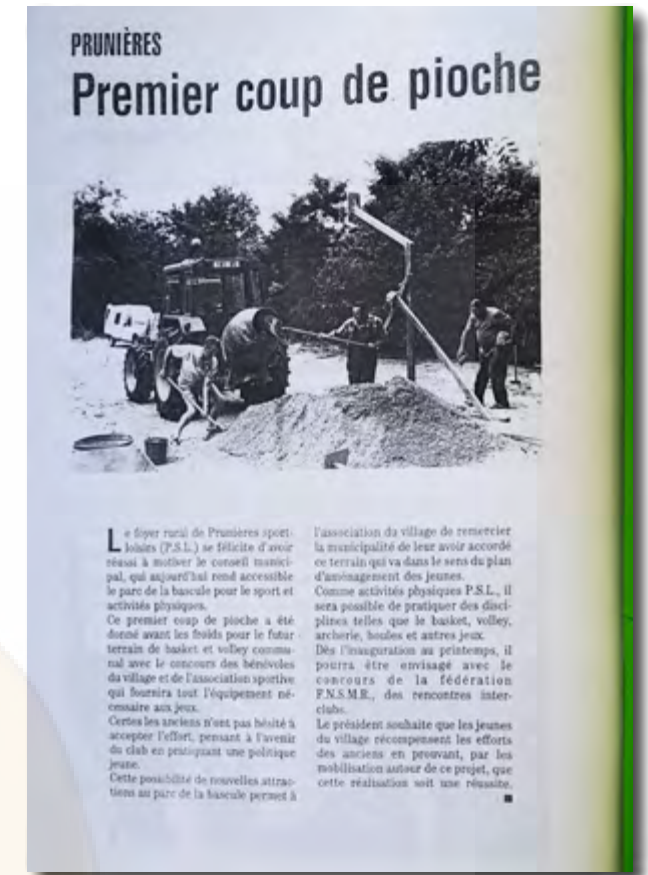 PRUNIÈRES
Premier coup de pioche
Le foyer rural de Prunières sport-
loisirs (P.S.L.) se félicite d'avoir
réussi à motiver le conseil munici-
pal, qui aujourd'hui rend accessible
le parc de la bascule pour le sport et
activités physiques.
Ce premier coup de pioche a été
donné avant les froids pour le futur
terrain de basket et volley commu-
nal avec le concours des bénévoles
du village et de l'association sportive
qui fournira tout l'équipement né-
cessaire aux jeux.
Certes les anciens n'ont pas hésité à
accepter l'effort, pensant à l'avenir
du club en pratiquant une politique
jeune.
Cette possibilité de nouvelles attrac-
tions au parc de la bascule permet à
l'association du village de remercier
la municipalité de leur avoir accordé
ce terrain qui va dans le sens du plan
d'aménagement des jeunes.
Comme activités physiques P.S.L., il
sera possible de pratiquer des disci-
plines telles que le basket, volley,
archerie, boules et autres jeux.
Dès l'inauguration au printemps, il
pourra être envisagé avec le
concours de la fédération
F.N.S.M.R., des rencontres inter-
clubs.
Le président souhaite que les jeunes
du village récompensent les efforts
des anciens en prouvant, par les
mobilisation autour de ce projet, que
cette réalisation soit une réussite.